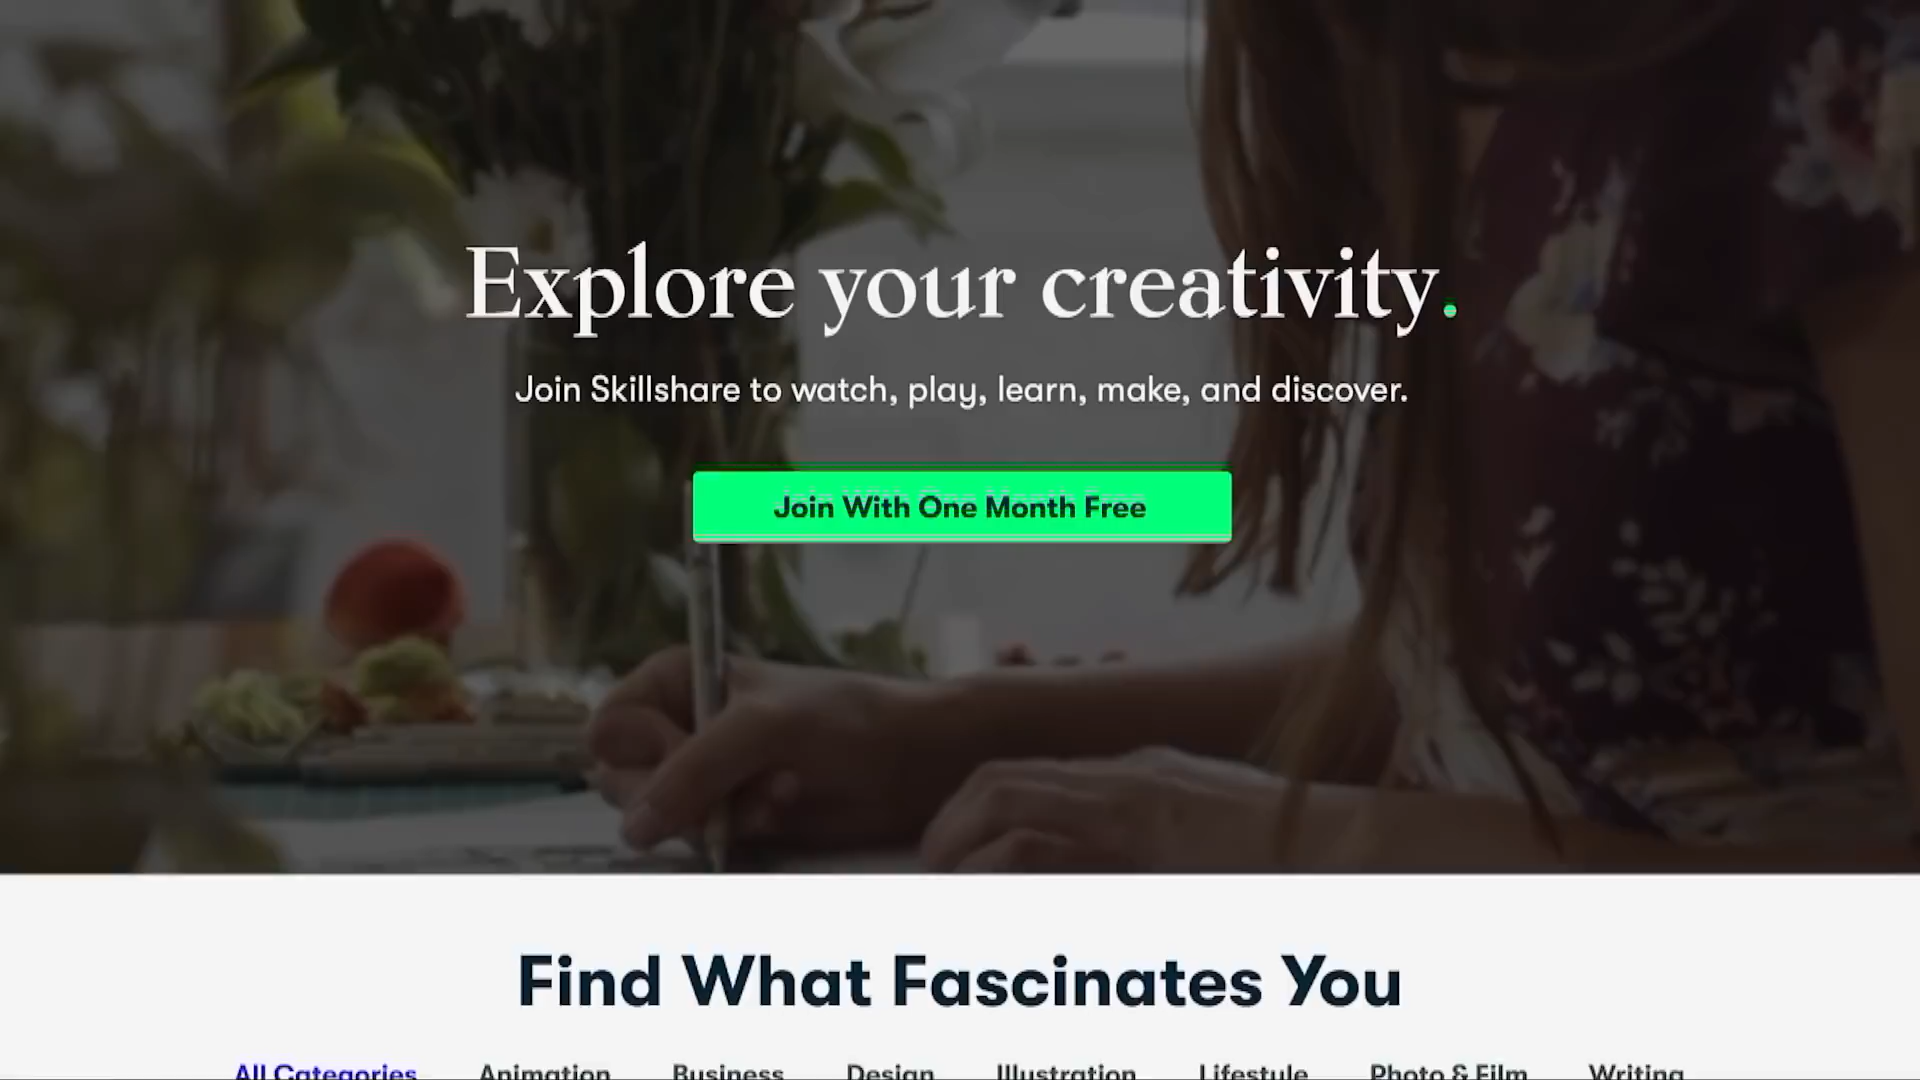 Explore your creativity.
Join Skillshare to watch, play, learn, make, and discover.
Join With One Month Free
Find What Fascinates You
All Categories Animation Business Design Illustration Lifestyle Photo & Film Writing